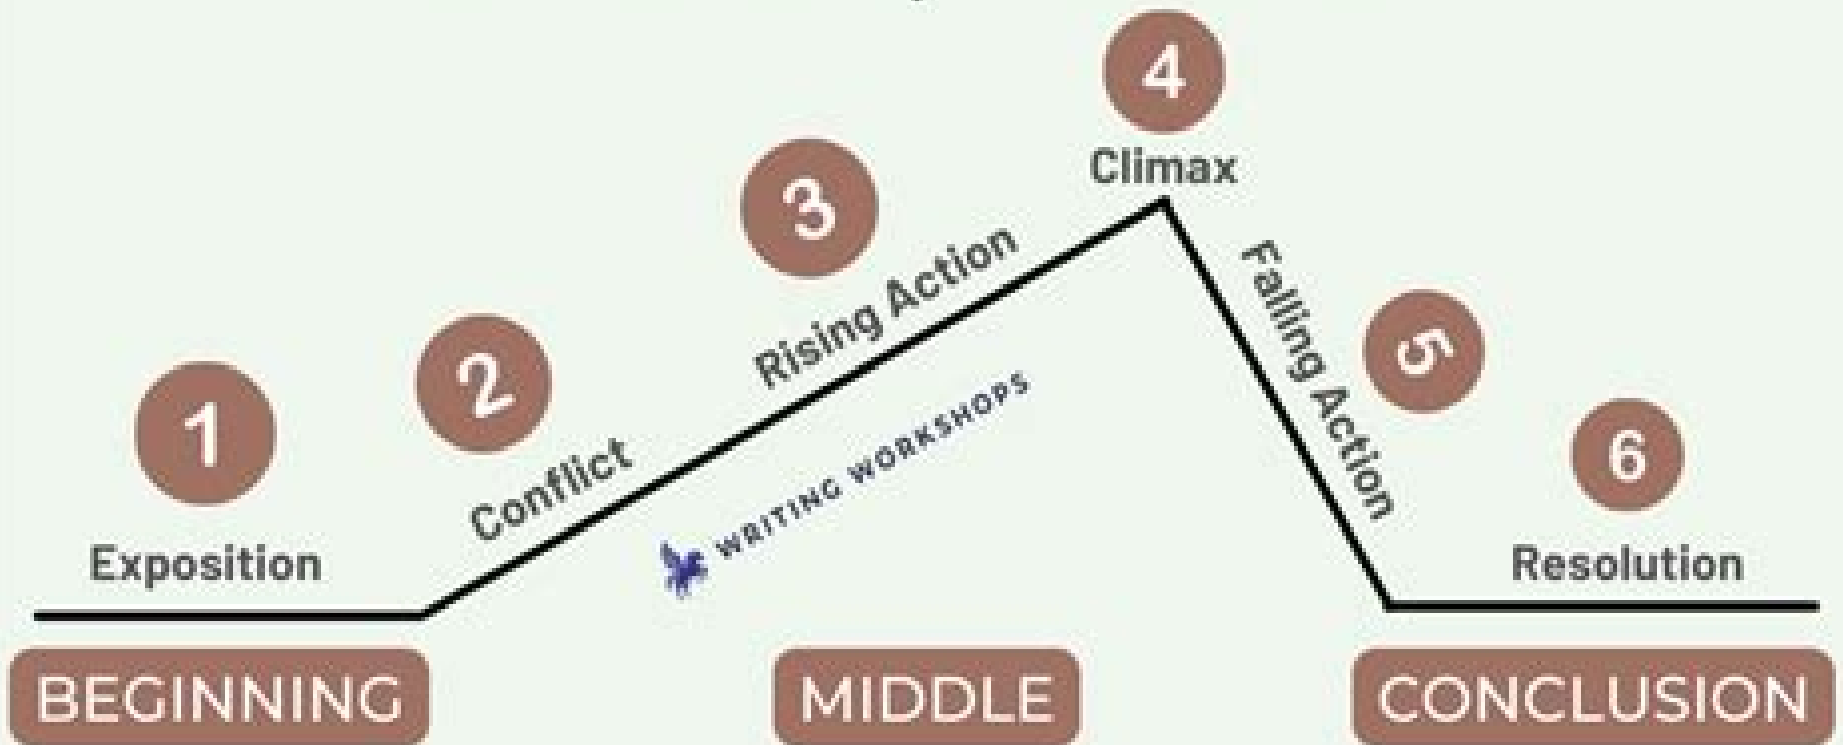 1
Exposition
2
Conflict
3
Rising Action
4
Climax
Falling Action
5
6
Resolution
WRITING WORKSHOPS
BEGINNING
MIDDLE
CONCLUSION